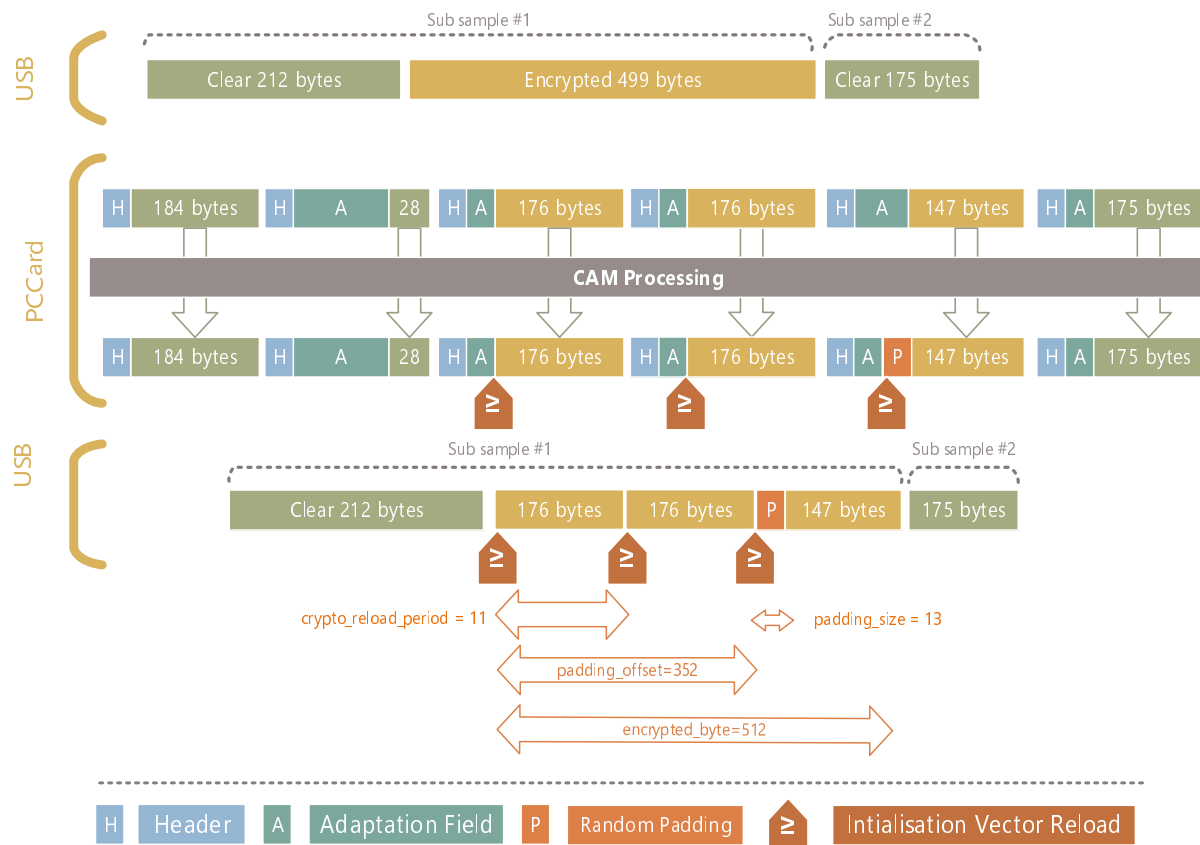 Sub sample #1
Sub sample #2
USB
Clear 212 bytes
Encrypted 499 bytes
Clear 175 bytes
PCCard
H 184 bytes H A 28 H A 176 bytes H A 176 bytes H A 147 bytes H A 175 bytes
CAM Processing
H 184 bytes H A 28 H A 176 bytes H A 176 bytes H A P 147 bytes H A 175 bytes
IV IV IV
USB
Sub sample #1
Sub sample #2
Clear 212 bytes 176 bytes 176 bytes P 147 bytes 175 bytes
IV IV IV
crypto_reload_period = 11
padding_size = 13
padding_offset=352
encrypted_byte=512
H Header A Adaptation Field P Random Padding IV Intialisation Vector Reload